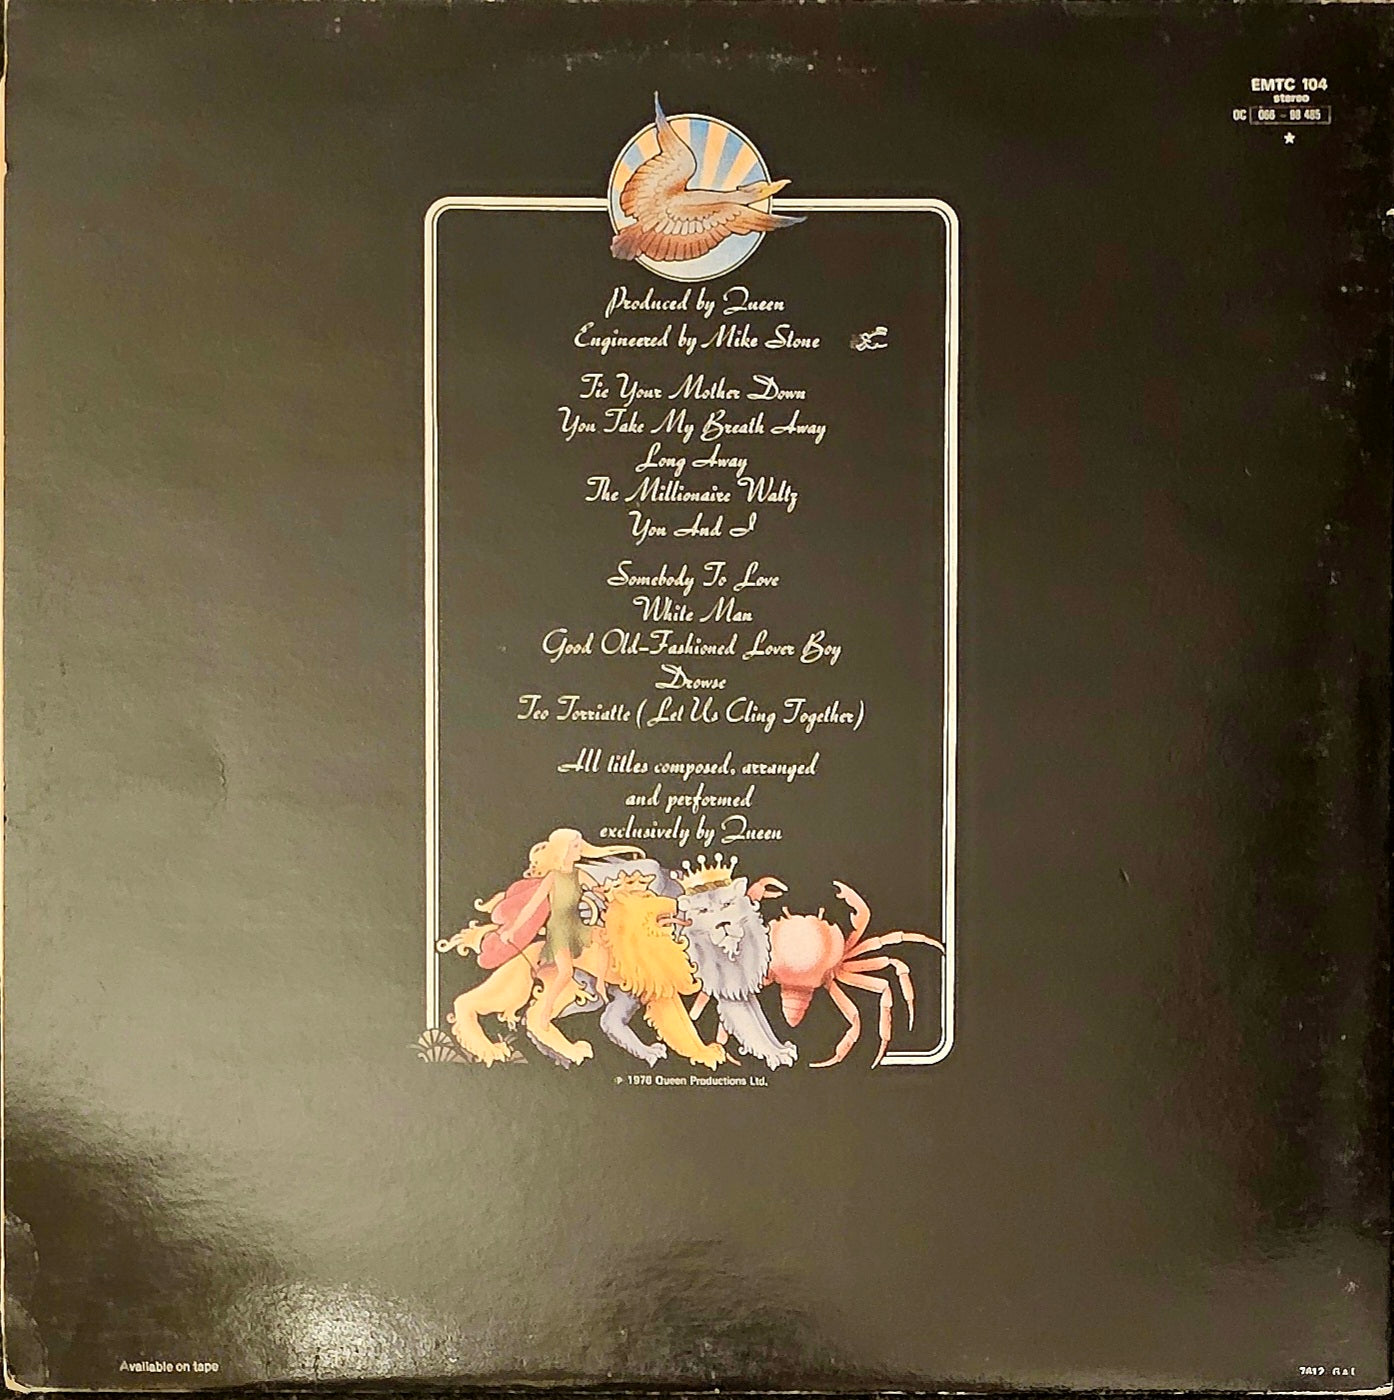 EMTC 104
stereo
OC 066 - 98 485
Produced by Queen
Engineered by Mike Stone
Tie Your Mother Down
You Take My Breath Away
Long Away
The Millionaire Waltz
You And I
Somebody To Love
White Man
Good Old-Fashioned Lover Boy
Drowse
Teo Torriatte (Let Us Cling Together)
All titles composed, arranged
and performed
exclusively by Queen
℗ 1976 Queen Productions Ltd.
Available on tape
7612